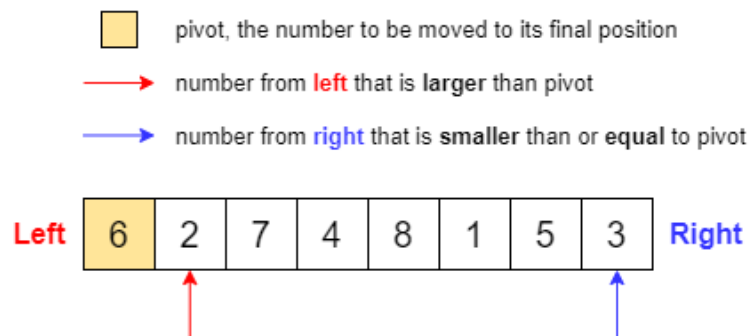 pivot, the number to be moved to its final position
number from left that is larger than pivot
number from right that is smaller than or equal to pivot
Left 6 2 7 4 8 1 5 3 Right